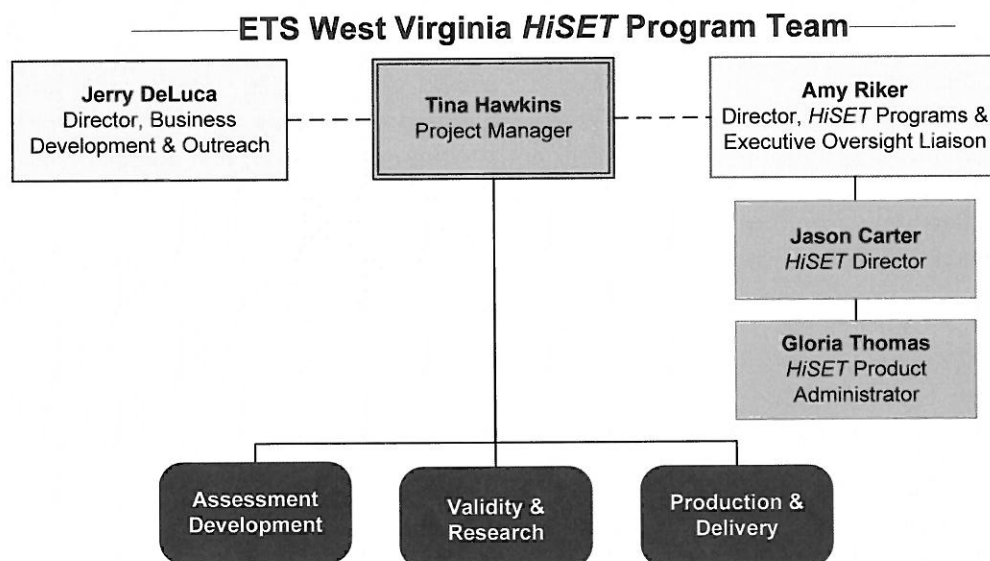 ETS West Virginia HiSET Program Team
Jerry DeLuca
Director, Business
Development & Outreach
Tina Hawkins
Project Manager
Amy Riker
Director, HiSET Programs &
Executive Oversight Liaison
Jason Carter
HiSET Director
Gloria Thomas
HiSET Product
Administrator
Assessment
Development
Validity &
Research
Production &
Delivery